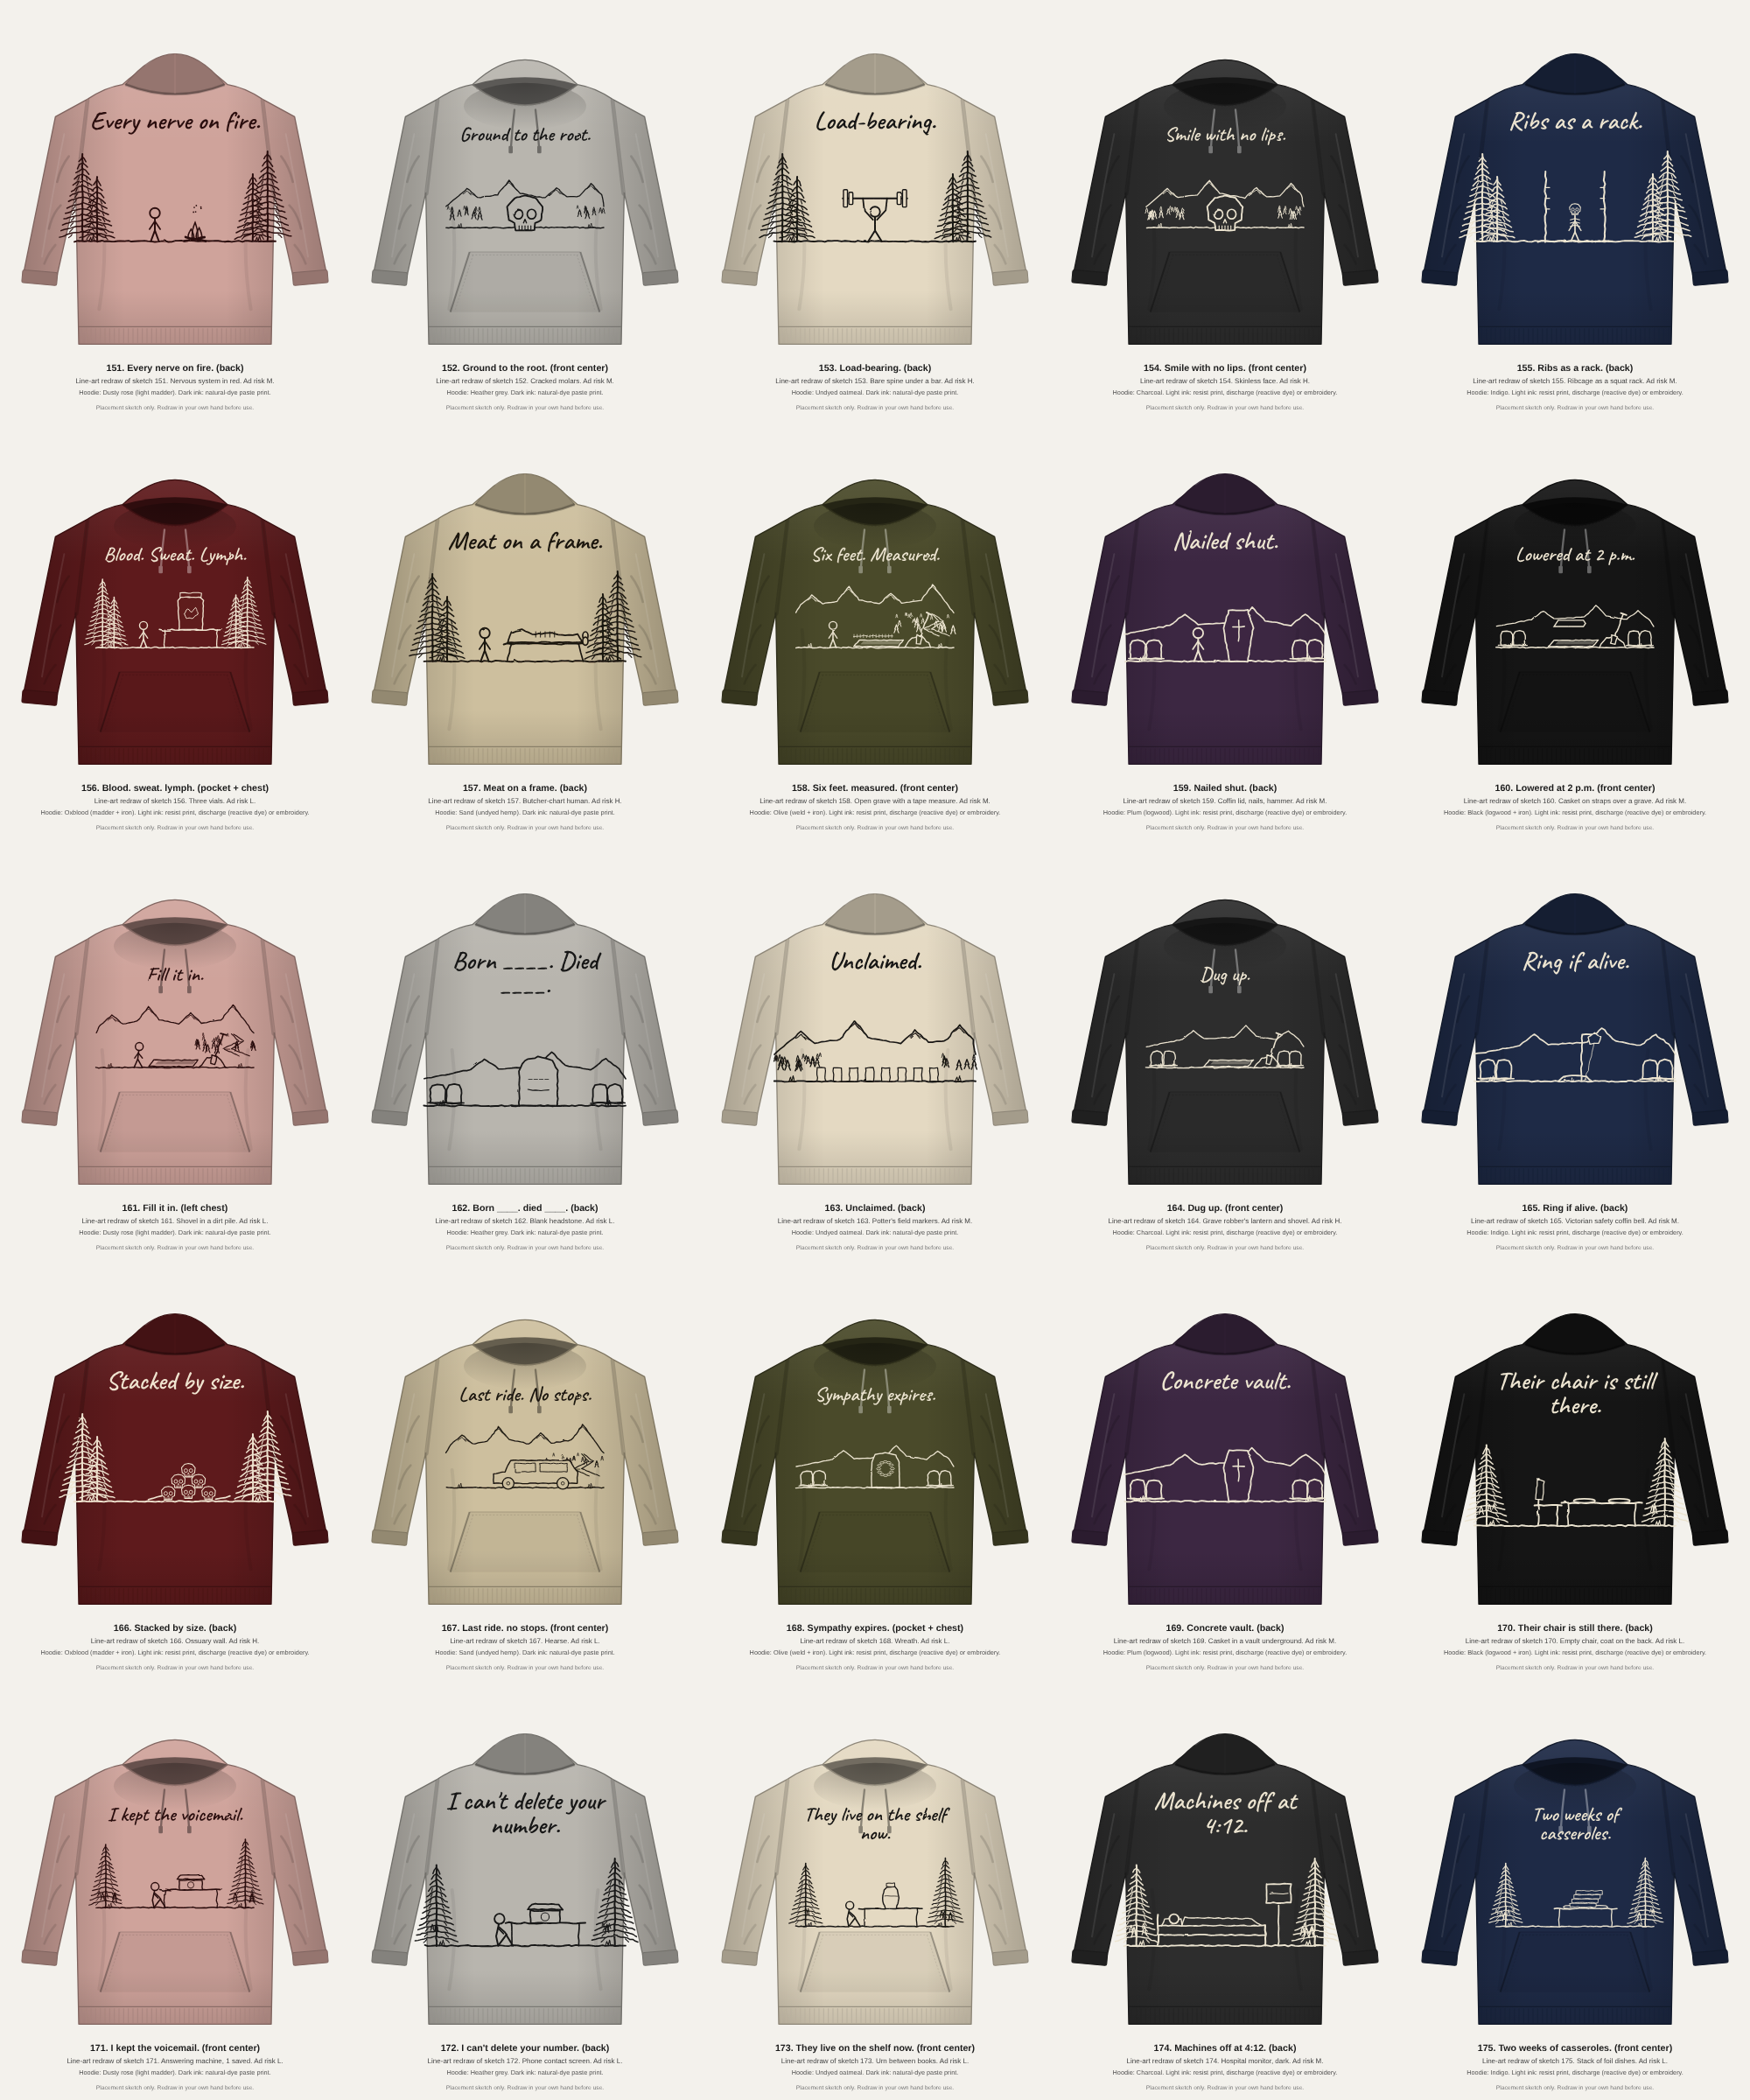 Every nerve on fire.
151. Every nerve on fire. (back)
Line-art redraw of sketch 151. Nervous system in red. Ad risk M.
Hoodie: Dusty rose (light madder). Dark ink: natural-dye paste print.
Placement sketch only. Redraw in your own hand before use.
Ground to the root.
152. Ground to the root. (front center)
Line-art redraw of sketch 152. Cracked molars. Ad risk M.
Hoodie: Heather grey. Dark ink: natural-dye paste print.
Placement sketch only. Redraw in your own hand before use.
Load-bearing.
153. Load-bearing. (back)
Line-art redraw of sketch 153. Bare spine under a bar. Ad risk H.
Hoodie: Undyed oatmeal. Dark ink: natural-dye paste print.
Placement sketch only. Redraw in your own hand before use.
Smile with no lips.
154. Smile with no lips. (front center)
Line-art redraw of sketch 154. Skinless face. Ad risk H.
Hoodie: Charcoal. Light ink: resist print, discharge (reactive dye) or embroidery.
Placement sketch only. Redraw in your own hand before use.
Ribs as a rack.
155. Ribs as a rack. (back)
Line-art redraw of sketch 155. Ribcage as a squat rack. Ad risk M.
Hoodie: Indigo. Light ink: resist print, discharge (reactive dye) or embroidery.
Placement sketch only. Redraw in your own hand before use.
Blood. Sweat. Lymph.
156. Blood. sweat. lymph. (pocket + chest)
Line-art redraw of sketch 156. Three vials. Ad risk L.
Hoodie: Oxblood (madder + iron). Light ink: resist print, discharge (reactive dye) or embroidery.
Placement sketch only. Redraw in your own hand before use.
Meat on a frame.
157. Meat on a frame. (back)
Line-art redraw of sketch 157. Butcher-chart human. Ad risk H.
Hoodie: Sand (undyed hemp). Dark ink: natural-dye paste print.
Placement sketch only. Redraw in your own hand before use.
Six feet. Measured.
158. Six feet. measured. (front center)
Line-art redraw of sketch 158. Open grave with a tape measure. Ad risk M.
Hoodie: Olive (weld + iron). Light ink: resist print, discharge (reactive dye) or embroidery.
Placement sketch only. Redraw in your own hand before use.
Nailed shut.
159. Nailed shut. (back)
Line-art redraw of sketch 159. Coffin lid, nails, hammer. Ad risk M.
Hoodie: Plum (logwood). Light ink: resist print, discharge (reactive dye) or embroidery.
Placement sketch only. Redraw in your own hand before use.
Lowered at 2 p.m.
160. Lowered at 2 p.m. (front center)
Line-art redraw of sketch 160. Casket on straps over a grave. Ad risk M.
Hoodie: Black (logwood + iron). Light ink: resist print, discharge (reactive dye) or embroidery.
Placement sketch only. Redraw in your own hand before use.
Fill it in.
161. Fill it in. (left chest)
Line-art redraw of sketch 161. Shovel in a dirt pile. Ad risk L.
Hoodie: Dusty rose (light madder). Dark ink: natural-dye paste print.
Placement sketch only. Redraw in your own hand before use.
Born ____. Died
____.
162. Born ____. died ____. (back)
Line-art redraw of sketch 162. Blank headstone. Ad risk L.
Hoodie: Heather grey. Dark ink: natural-dye paste print.
Placement sketch only. Redraw in your own hand before use.
Unclaimed.
163. Unclaimed. (back)
Line-art redraw of sketch 163. Potter's field markers. Ad risk M.
Hoodie: Undyed oatmeal. Dark ink: natural-dye paste print.
Placement sketch only. Redraw in your own hand before use.
Dug up.
164. Dug up. (front center)
Line-art redraw of sketch 164. Grave robber's lantern and shovel. Ad risk H.
Hoodie: Charcoal. Light ink: resist print, discharge (reactive dye) or embroidery.
Placement sketch only. Redraw in your own hand before use.
Ring if alive.
165. Ring if alive. (back)
Line-art redraw of sketch 165. Victorian safety coffin bell. Ad risk M.
Hoodie: Indigo. Light ink: resist print, discharge (reactive dye) or embroidery.
Placement sketch only. Redraw in your own hand before use.
Stacked by size.
166. Stacked by size. (back)
Line-art redraw of sketch 166. Ossuary wall. Ad risk H.
Hoodie: Oxblood (madder + iron). Light ink: resist print, discharge (reactive dye) or embroidery.
Placement sketch only. Redraw in your own hand before use.
Last ride. No stops.
167. Last ride. no stops. (front center)
Line-art redraw of sketch 167. Hearse. Ad risk L.
Hoodie: Sand (undyed hemp). Dark ink: natural-dye paste print.
Placement sketch only. Redraw in your own hand before use.
Sympathy expires.
168. Sympathy expires. (pocket + chest)
Line-art redraw of sketch 168. Wreath. Ad risk L.
Hoodie: Olive (weld + iron). Light ink: resist print, discharge (reactive dye) or embroidery.
Placement sketch only. Redraw in your own hand before use.
Concrete vault.
169. Concrete vault. (back)
Line-art redraw of sketch 169. Casket in a vault underground. Ad risk M.
Hoodie: Plum (logwood). Light ink: resist print, discharge (reactive dye) or embroidery.
Placement sketch only. Redraw in your own hand before use.
Their chair is still
there.
170. Their chair is still there. (back)
Line-art redraw of sketch 170. Empty chair, coat on the back. Ad risk L.
Hoodie: Black (logwood + iron). Light ink: resist print, discharge (reactive dye) or embroidery.
Placement sketch only. Redraw in your own hand before use.
I kept the voicemail.
171. I kept the voicemail. (front center)
Line-art redraw of sketch 171. Answering machine, 1 saved. Ad risk L.
Hoodie: Dusty rose (light madder). Dark ink: natural-dye paste print.
Placement sketch only. Redraw in your own hand before use.
I can't delete your
number.
172. I can't delete your number. (back)
Line-art redraw of sketch 172. Phone contact screen. Ad risk L.
Hoodie: Heather grey. Dark ink: natural-dye paste print.
Placement sketch only. Redraw in your own hand before use.
They live on the shelf
now.
173. They live on the shelf now. (front center)
Line-art redraw of sketch 173. Urn between books. Ad risk L.
Hoodie: Undyed oatmeal. Dark ink: natural-dye paste print.
Placement sketch only. Redraw in your own hand before use.
Machines off at
4:12.
174. Machines off at 4:12. (back)
Line-art redraw of sketch 174. Hospital monitor, dark. Ad risk M.
Hoodie: Charcoal. Light ink: resist print, discharge (reactive dye) or embroidery.
Placement sketch only. Redraw in your own hand before use.
Two weeks of
casseroles.
175. Two weeks of casseroles. (front center)
Line-art redraw of sketch 175. Stack of foil dishes. Ad risk L.
Hoodie: Indigo. Light ink: resist print, discharge (reactive dye) or embroidery.
Placement sketch only. Redraw in your own hand before use.